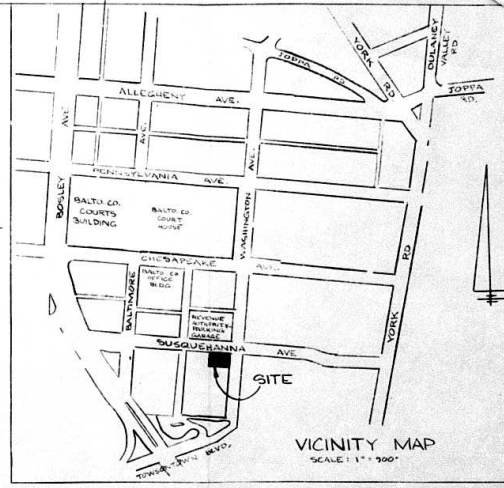 DULANEY
VALLEY
RD
YORK
RD
JOPPA
RD
JOPPA
RD.
ALLEGHENY AVE.
AVE.
AVE.
AVE.
PENNSYLVANIA AVE.
BOSLEY
BALTO. CO.
COURTS
BUILDING
BALTO. CO.
COURT
HOUSE
WASHINGTON
RD
CHESAPEAKE AVE.
BALTIMORE
BALTO. CO
OFFICE
BLDG
REVENUE
AUTHORITY
PARKING
GARAGE
YORK
SUSQUEHANNA AVE
SITE
VICINITY MAP
SCALE: 1" = 500'
TOWSONTOWN BLVD.